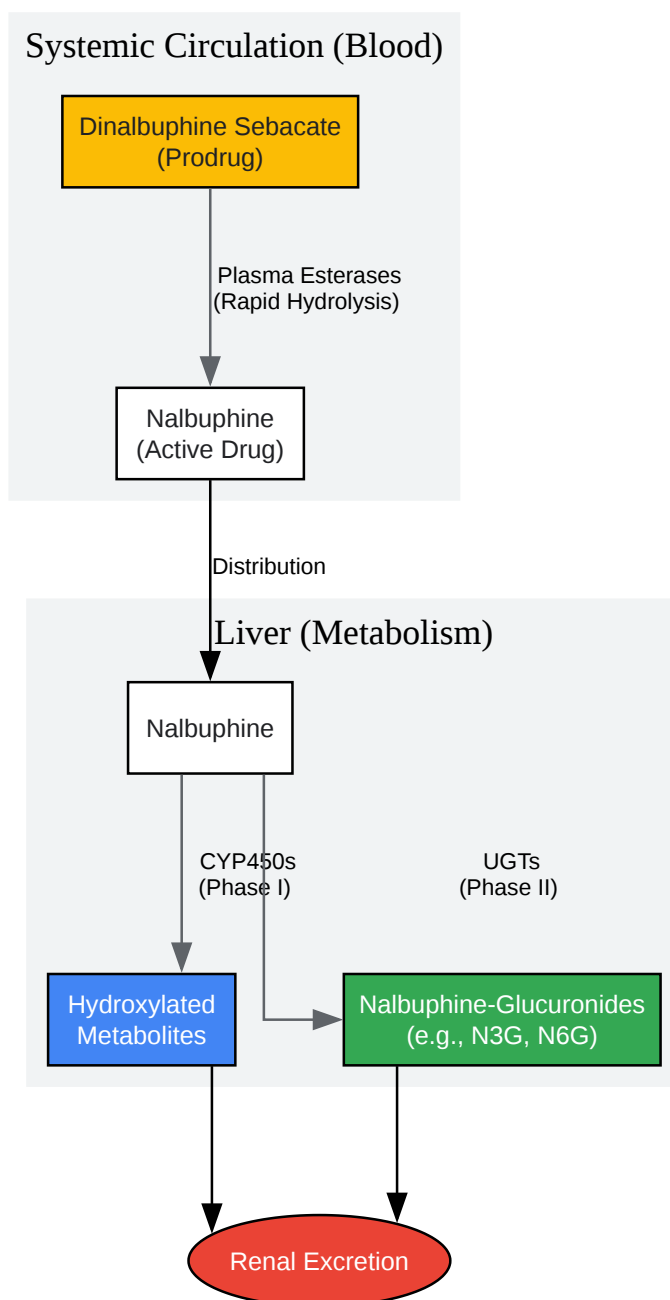 Systemic Circulation (Blood)
Dinalbuphine Sebacate
(Prodrug)
Plasma Esterases
(Rapid Hydrolysis)
Nalbuphine
(Active Drug)
Distribution
Liver (Metabolism)
Nalbuphine
CYP450s
(Phase I)
UGTs
(Phase II)
Hydroxylated
Metabolites
Nalbuphine-Glucuronides
(e.g., N3G, N6G)
Renal Excretion